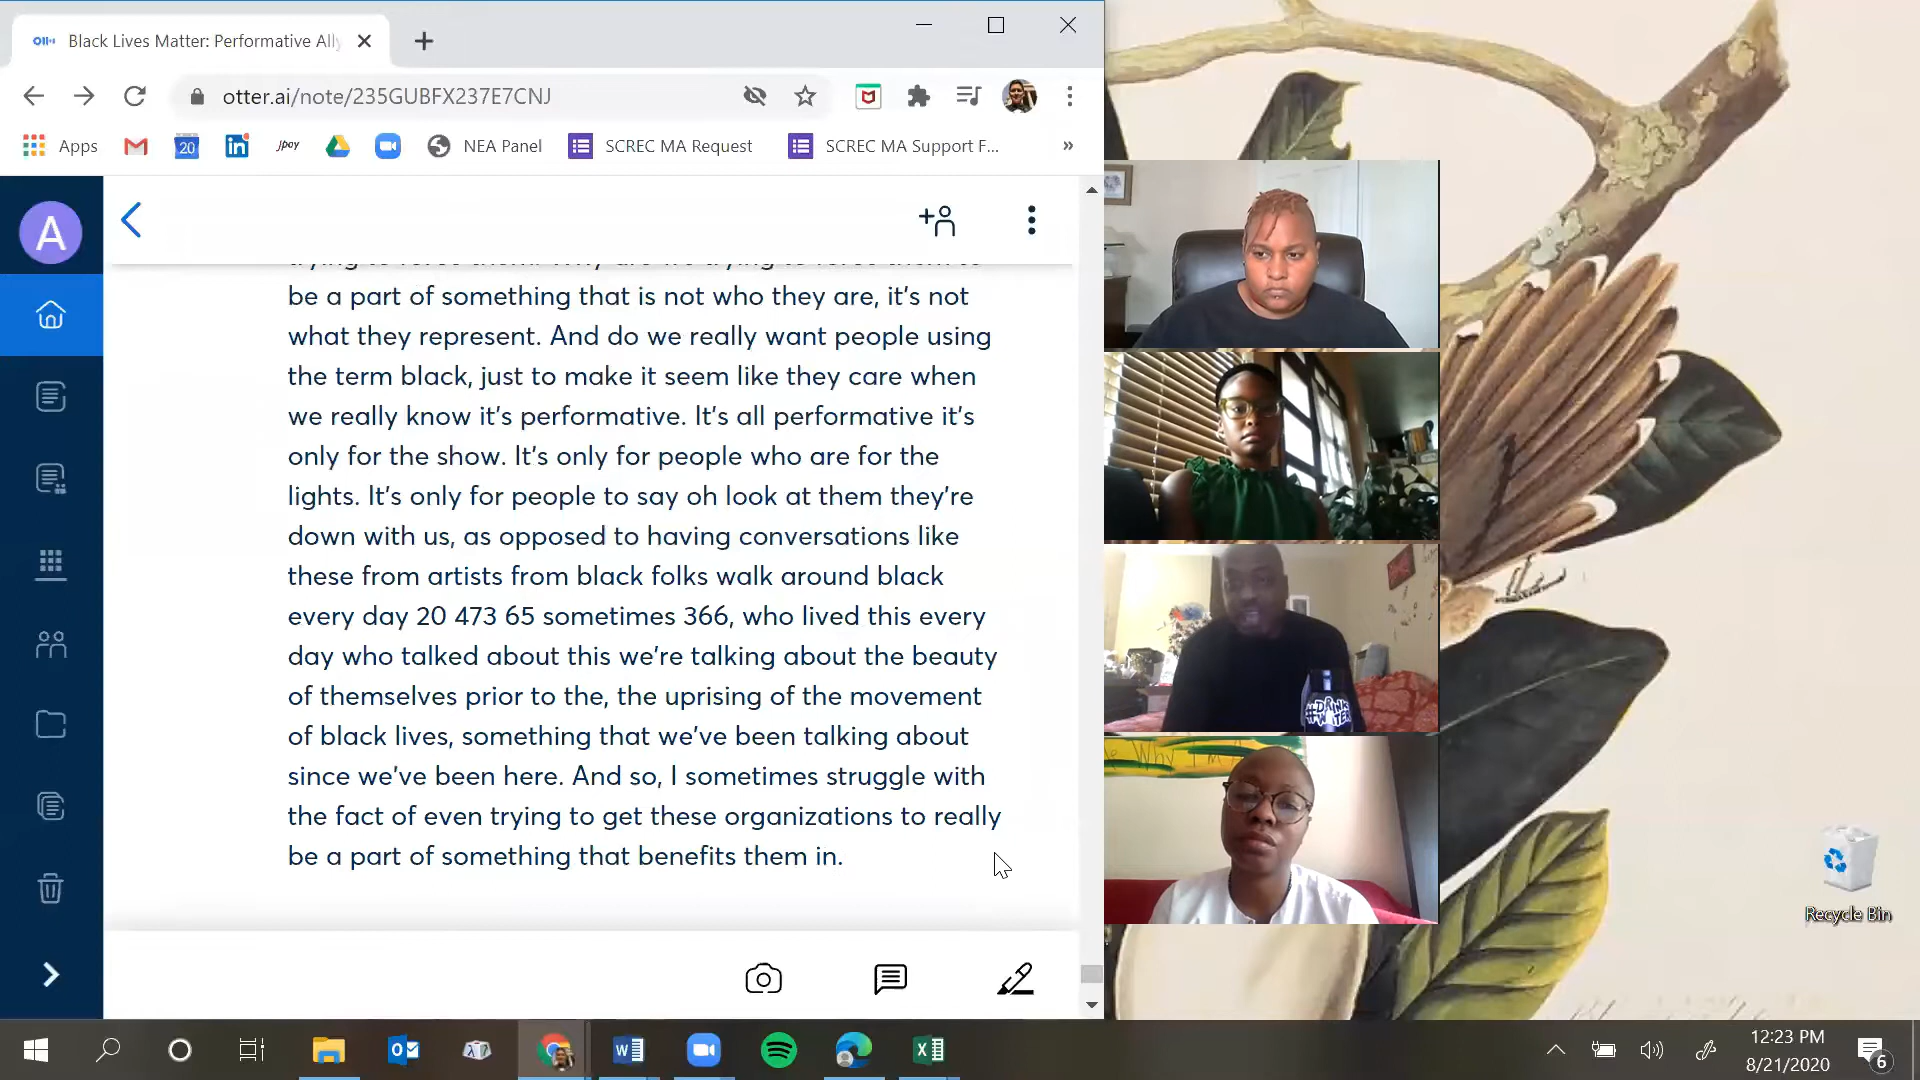 Black Lives Matter: Performative Ally
otter.ai/note/235GUBFX237E7CNJ
Apps
20
in
Jpay
NEA Panel
SCREC MA Request
SCREC MA Support F...
A
be a part of something that is not who they are, it's not
what they represent. And do we really want people using
the term black, just to make it seem like they care when
we really know it's performative. It's all performative it's
only for the show. It's only for people who are for the
lights. It's only for people to say oh look at them they're
down with us, as opposed to having conversations like
these from artists from black folks walk around black
every day 20 473 65 sometimes 366, who lived this every
day who talked about this we're talking about the beauty
of themselves prior to the, the uprising of the movement
of black lives, something that we've been talking about
since we've been here. And so, I sometimes struggle with
the fact of even trying to get these organizations to really
be a part of something that benefits them in.
Why I'm
#DRINK
Recycle Bin
12:23 PM
8/21/2020
6